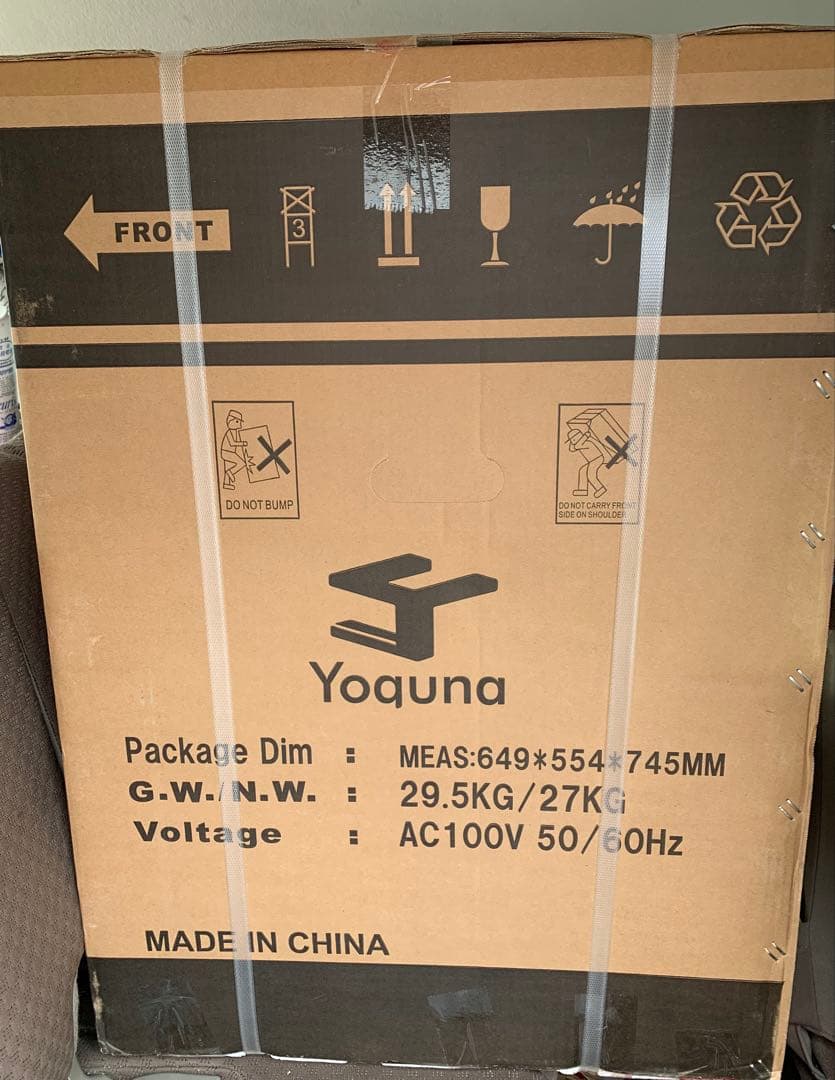 FRONT
3
DO NOT BUMP
DO NOT CARRY FRONT
SIDE ON SHOULDER
Yoquna
Package Dim : MEAS:649*554*745MM
G.W./N.W. : 29.5KG/27KG
Voltage : AC100V 50/60Hz
MADE IN CHINA